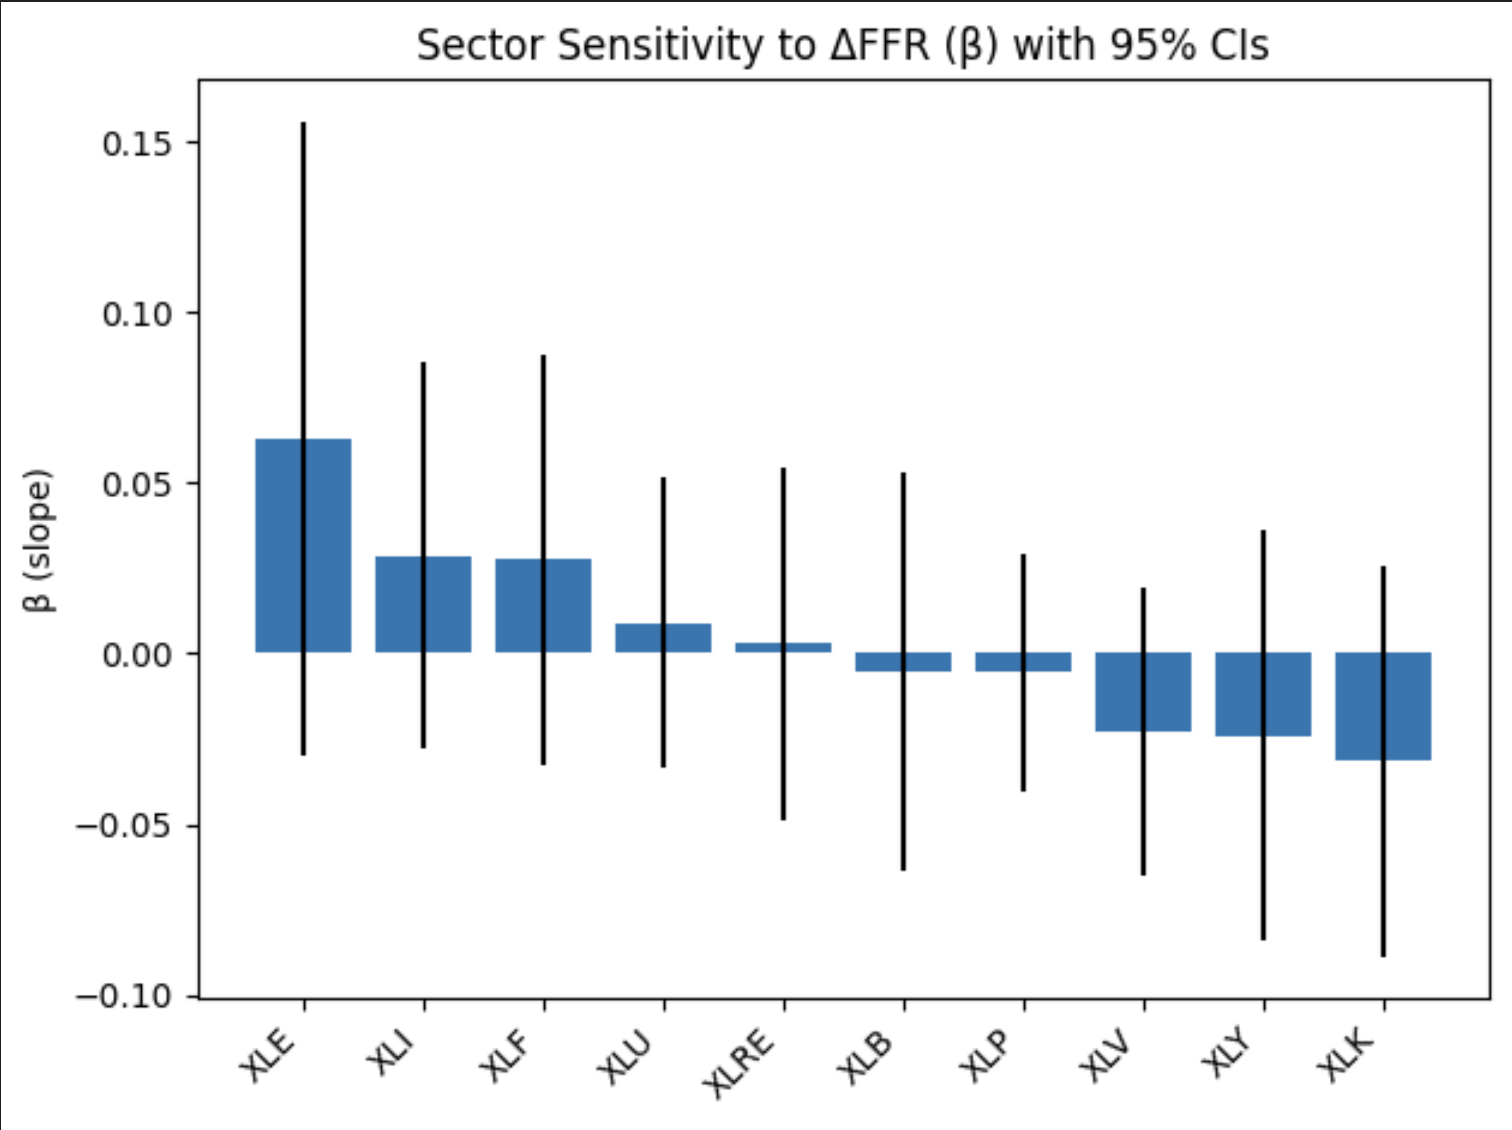 Sector Sensitivity to ΔFFR (β) with 95% CIs
β (slope)
0.15
0.10
0.05
0.00
−0.05
−0.10
XLE
XLI
XLF
XLU
XLRE
XLB
XLP
XLV
XLY
XLK